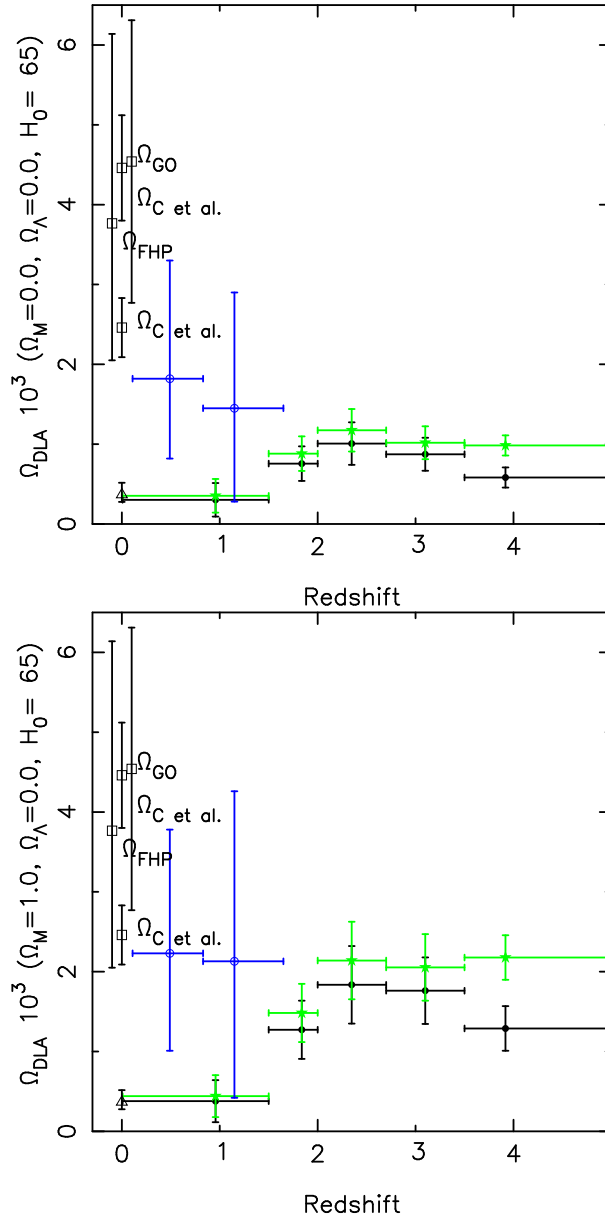 Ω_DLA 10^3 (Ω_M=0.0, Ω_Λ=0.0, H_0= 65)
6
4
2
0
Ω_GO
Ω_C et al.
Ω_FHP
Ω_C et al.
0 1 2 3 4
Redshift
Ω_DLA 10^3 (Ω_M=1.0, Ω_Λ=0.0, H_0= 65)
6
4
2
0
Ω_GO
Ω_C et al.
Ω_FHP
Ω_C et al.
0 1 2 3 4
Redshift